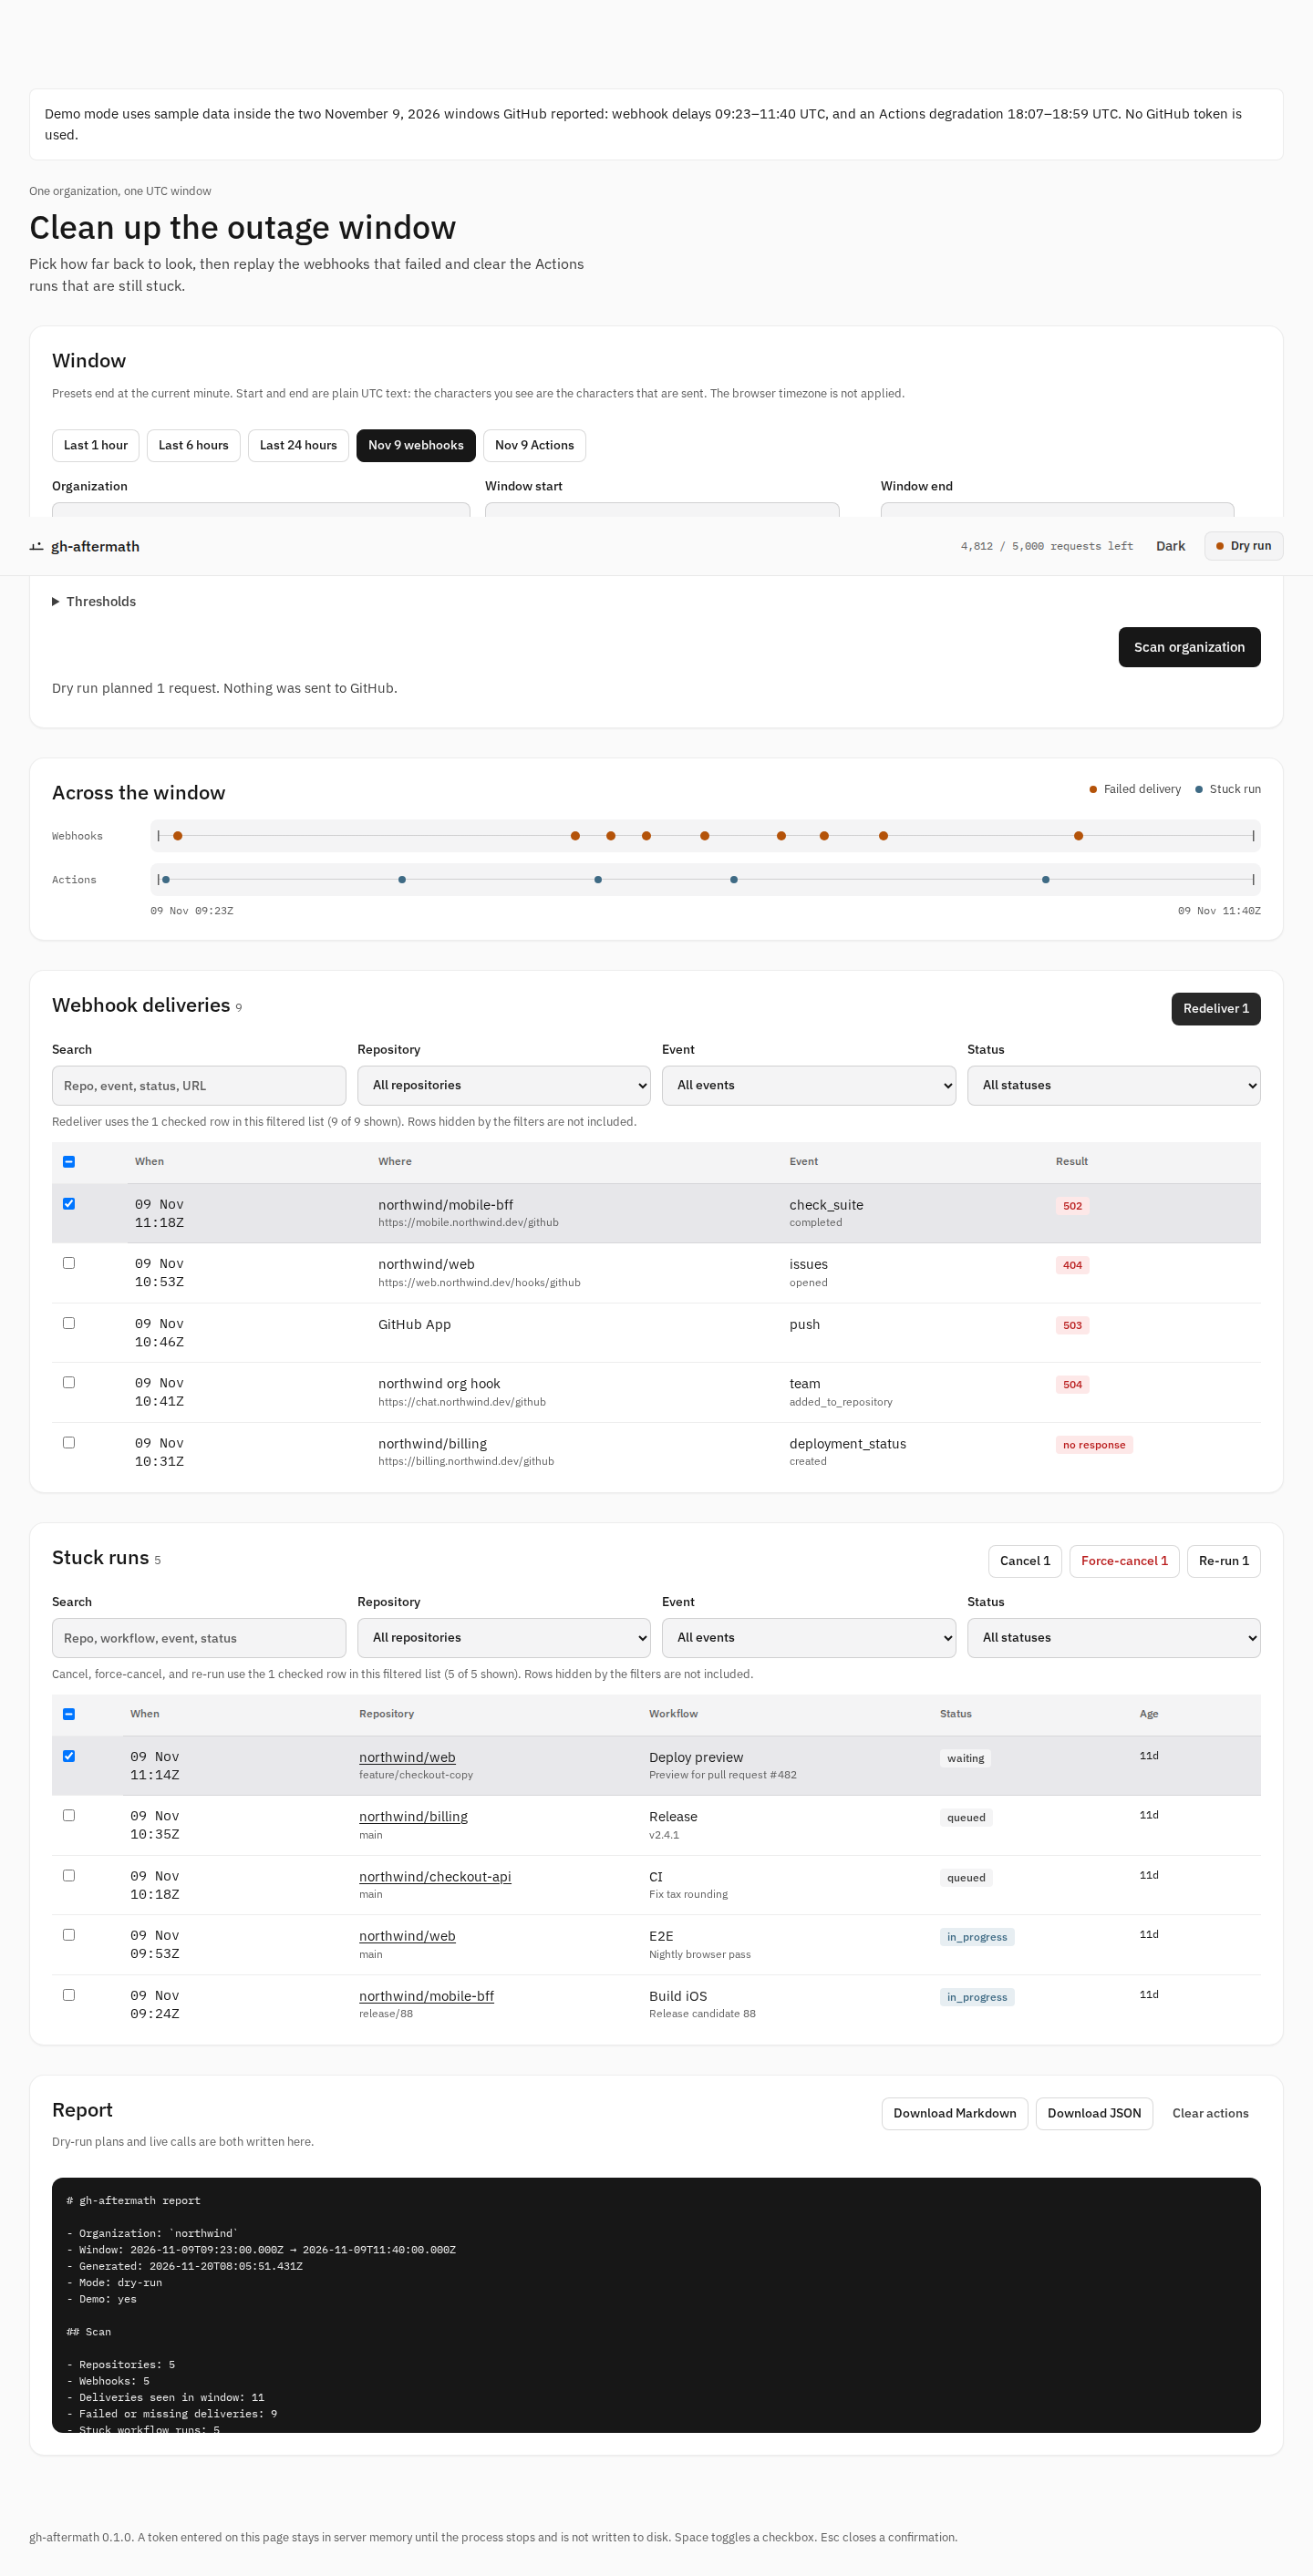 Demo mode uses sample data inside the two November 9, 2026 windows GitHub reported: webhook delays 09:23–11:40 UTC, and an Actions degradation 18:07–18:59 UTC. No GitHub token is
used.
One organization, one UTC window
Clean up the outage window
Pick how far back to look, then replay the webhooks that failed and clear the Actions
runs that are still stuck.
Window
Presets end at the current minute. Start and end are plain UTC text: the characters you see are the characters that are sent. The browser timezone is not applied.
Last 1 hour Last 6 hours Last 24 hours Nov 9 webhooks Nov 9 Actions
Organization Window start Window end
gh-aftermath 4,812 / 5,000 requests left Dark Dry run
Thresholds
Scan organization
Dry run planned 1 request. Nothing was sent to GitHub.
Across the window Failed delivery Stuck run
Webhooks
Actions
09 Nov 09:23Z 09 Nov 11:40Z
Webhook deliveries 9 Redeliver 1
Search Repository Event Status
Repo, event, status, URL All repositories All events All statuses
Redeliver uses the 1 checked row in this filtered list (9 of 9 shown). Rows hidden by the filters are not included.
When Where Event Result
09 Nov northwind/mobile-bff check_suite 502
11:18Z https://mobile.northwind.dev/github completed
09 Nov northwind/web issues 404
10:53Z https://web.northwind.dev/hooks/github opened
09 Nov GitHub App push 503
10:46Z
09 Nov northwind org hook team 504
10:41Z https://chat.northwind.dev/github added_to_repository
09 Nov northwind/billing deployment_status no response
10:31Z https://billing.northwind.dev/github created
Stuck runs 5 Cancel 1 Force-cancel 1 Re-run 1
Search Repository Event Status
Repo, workflow, event, status All repositories All events All statuses
Cancel, force-cancel, and re-run use the 1 checked row in this filtered list (5 of 5 shown). Rows hidden by the filters are not included.
When Repository Workflow Status Age
09 Nov northwind/web Deploy preview waiting 11d
11:14Z feature/checkout-copy Preview for pull request #482
09 Nov northwind/billing Release queued 11d
10:35Z main v2.4.1
09 Nov northwind/checkout-api CI queued 11d
10:18Z main Fix tax rounding
09 Nov northwind/web E2E in_progress 11d
09:53Z main Nightly browser pass
09 Nov northwind/mobile-bff Build iOS in_progress 11d
09:24Z release/88 Release candidate 88
Report Download Markdown Download JSON Clear actions
Dry-run plans and live calls are both written here.
# gh-aftermath report
- Organization: `northwind`
- Window: 2026-11-09T09:23:00.000Z → 2026-11-09T11:40:00.000Z
- Generated: 2026-11-20T08:05:51.431Z
- Mode: dry-run
- Demo: yes
## Scan
- Repositories: 5
- Webhooks: 5
- Deliveries seen in window: 11
- Failed or missing deliveries: 9
- Stuck workflow runs: 5
gh-aftermath 0.1.0. A token entered on this page stays in server memory until the process stops and is not written to disk. Space toggles a checkbox. Esc closes a confirmation.